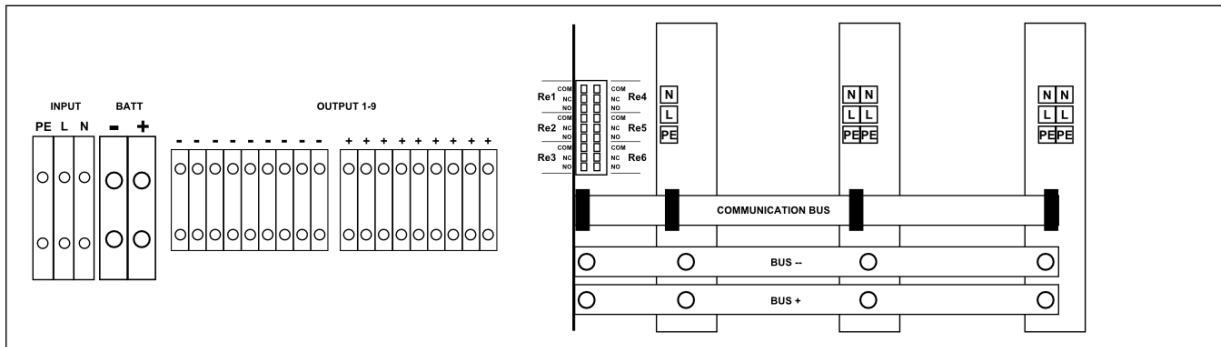 INPUT
BATT
OUTPUT 1-9
PE L N
- +
- - - - - - - - -
+ + + + + + + + +
Re1 COM NC NO
Re2 COM NC NO
Re3 COM NC NO
COM NC NO Re4
COM NC NO Re5
COM NC NO Re6
N
L
PE
N N
L L
PE PE
N N
L L
PE PE
COMMUNICATION BUS
BUS --
BUS +